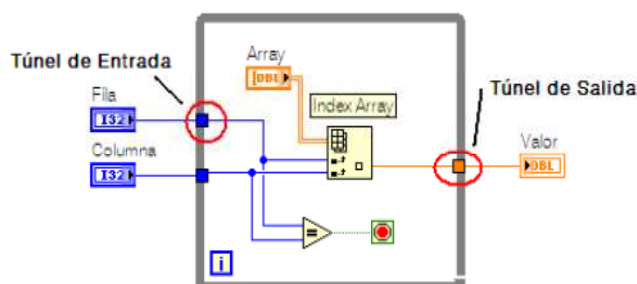 Túnel de Entrada
Array
[DBL]
Fila
I32
Index Array
Túnel de Salida
Columna
I32
Valor
DBL
=
i